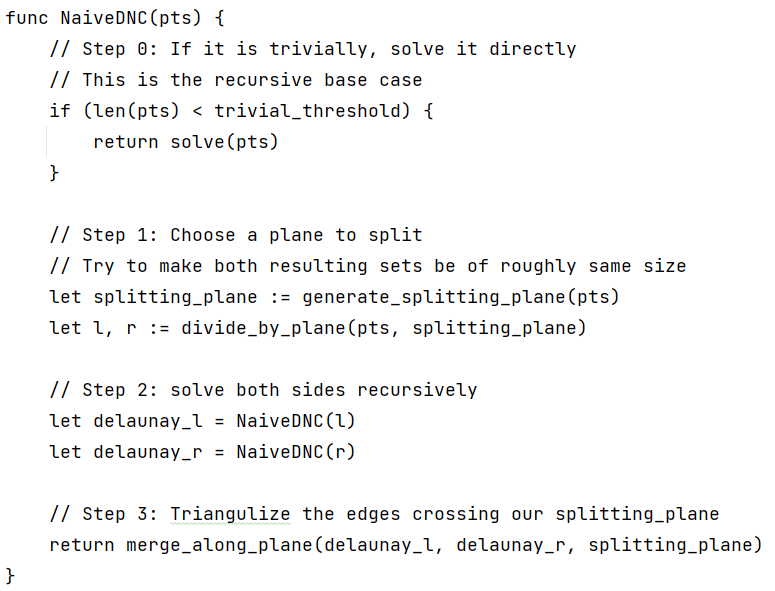 func NaiveDNC(pts) {
    // Step 0: If it is trivially, solve it directly
    // This is the recursive base case
    if (len(pts) < trivial_threshold) {
        return solve(pts)
    }

    // Step 1: Choose a plane to split
    // Try to make both resulting sets be of roughly same size
    let splitting_plane := generate_splitting_plane(pts)
    let l, r := divide_by_plane(pts, splitting_plane)

    // Step 2: solve both sides recursively
    let delaunay_l = NaiveDNC(l)
    let delaunay_r = NaiveDNC(r)

    // Step 3: Triangulize the edges crossing our splitting_plane
    return merge_along_plane(delaunay_l, delaunay_r, splitting_plane)
}